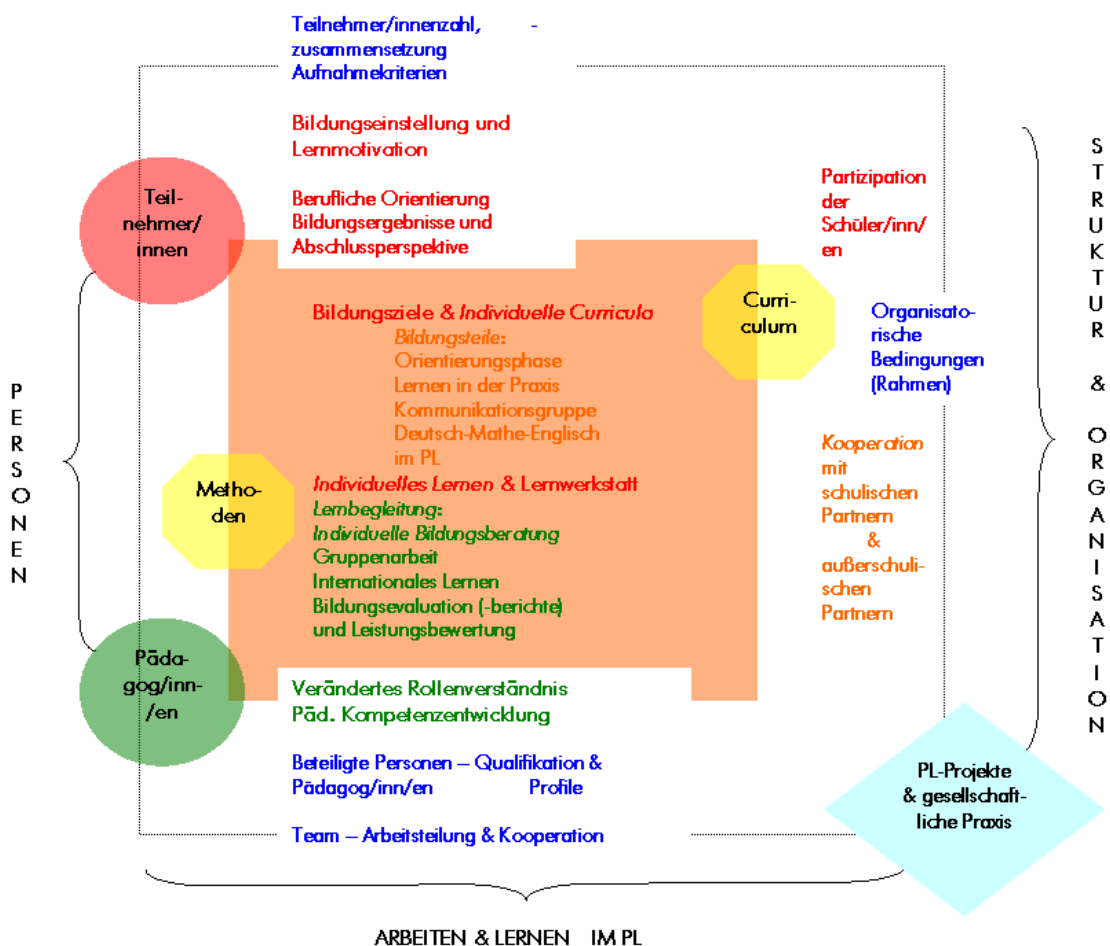 Teilnehmer/innenzahl, -
zusammensetzung
Aufnahmekriterien
Bildungseinstellung und
Lernmotivation
Berufliche Orientierung
Bildungsergebnisse und
Abschlussperspektive
Teil-
nehmer/
innen
Partizipation
der
Schüler/inn/
en
Curri-
culum
Organisato-
rische
Bedingungen
(Rahmen)
Bildungsziele & Individuelle Curricula
Bildungsteile:
Orientierungsphase
Lernen in der Praxis
Kommunikationsgruppe
Deutsch-Mathe-Englisch
im PL
Individuelles Lernen & Lernwerkstatt
Lernbegleitung:
Individuelle Bildungsberatung
Gruppenarbeit
Internationales Lernen
Bildungsevaluation (-berichte)
und Leistungsbewertung
Metho-
den
Kooperation
mit
schulischen
Partnern
&
außerschuli-
schen
Partnern
PERSONEN
STRUKTUR & ORGANISATION
Päda-
gog/inn-
/en
Verändertes Rollenverständnis
Päd. Kompetenzentwicklung
Beteiligte Personen – Qualifikation &
Pädagog/inn/en Profile
Team – Arbeitsteilung & Kooperation
PL-Projekte
& gesellschaft-
liche Praxis
ARBEITEN & LERNEN IM PL